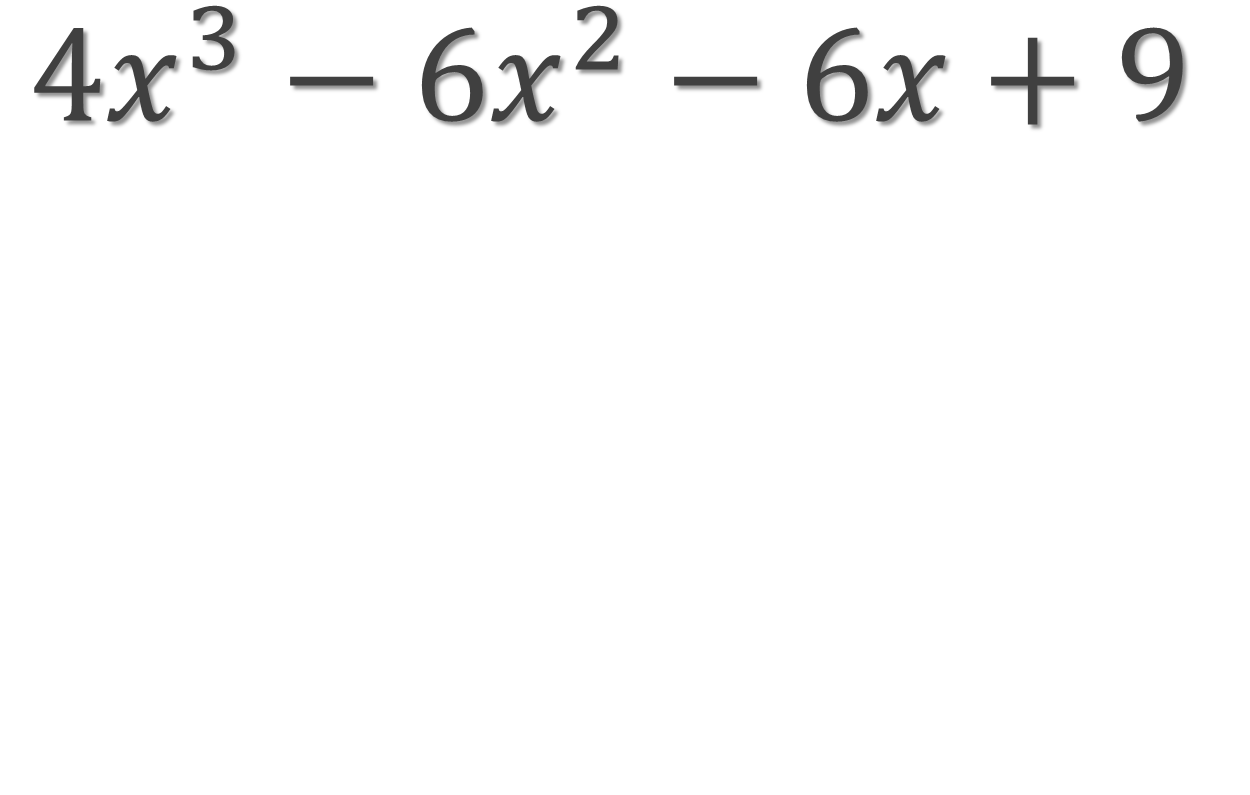 4x³ − 6x² − 6x + 9